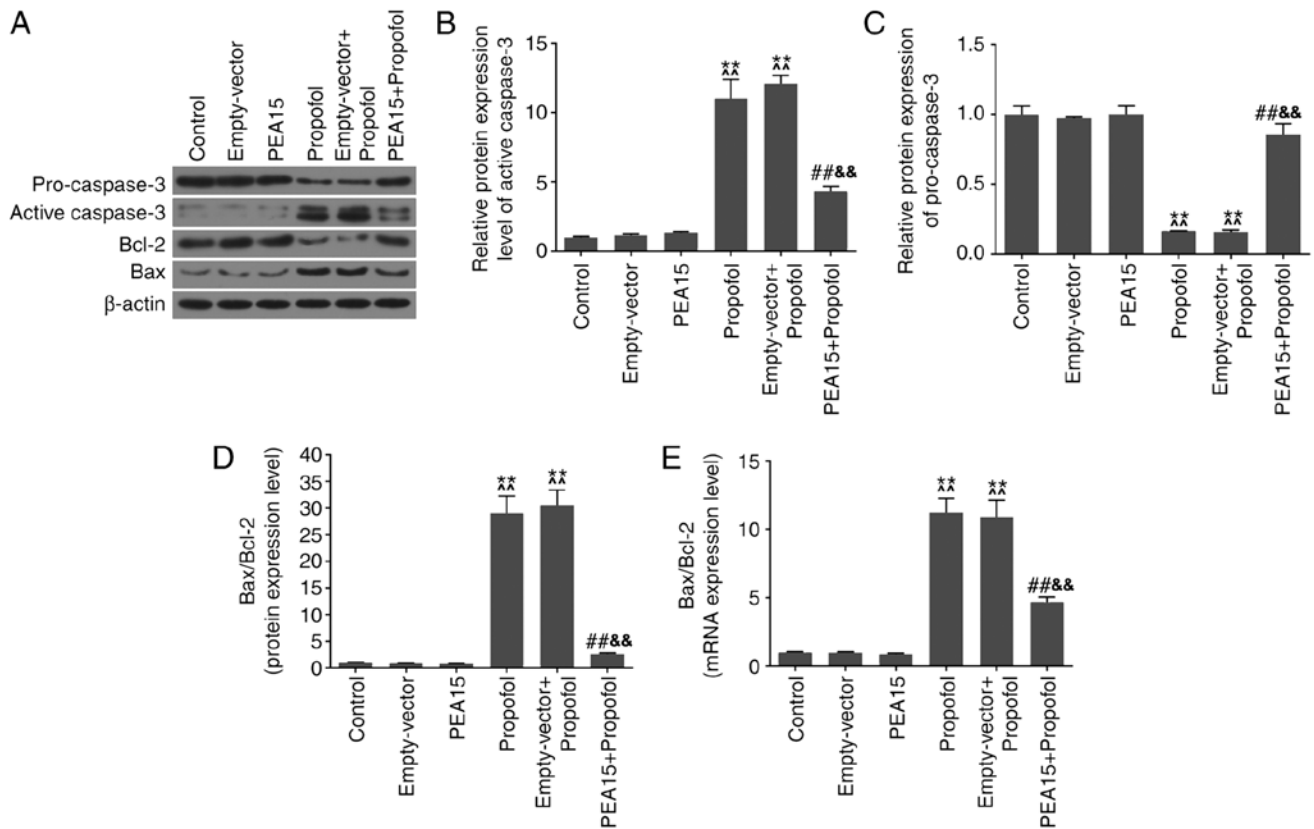 A
Control
Empty-vector
PEA15
Propofol
Empty-vector+
Propofol
PEA15+Propofol
Pro-caspase-3
Active caspase-3
Bcl-2
Bax
β-actin
B
Relative protein expression
level of active caspase-3
15
10
5
0
**
^^
**
^^
##&&
Control
Empty-vector
PEA15
Propofol
Empty-vector+
Propofol
PEA15+Propofol
C
Relative protein expression
of pro-caspase-3
1.5
1.0
0.5
0.0
**
^^
**
^^
##&&
Control
Empty-vector
PEA15
Propofol
Empty-vector+
Propofol
PEA15+Propofol
D
Bax/Bcl-2
(protein expression level)
40
35
30
25
20
15
10
5
0
**
^^
**
^^
##&&
Control
Empty-vector
PEA15
Propofol
Empty-vector+
Propofol
PEA15+Propofol
E
Bax/Bcl-2
(mRNA expression level)
15
10
5
0
**
^^
**
^^
##&&
Control
Empty-vector
PEA15
Propofol
Empty-vector+
Propofol
PEA15+Propofol